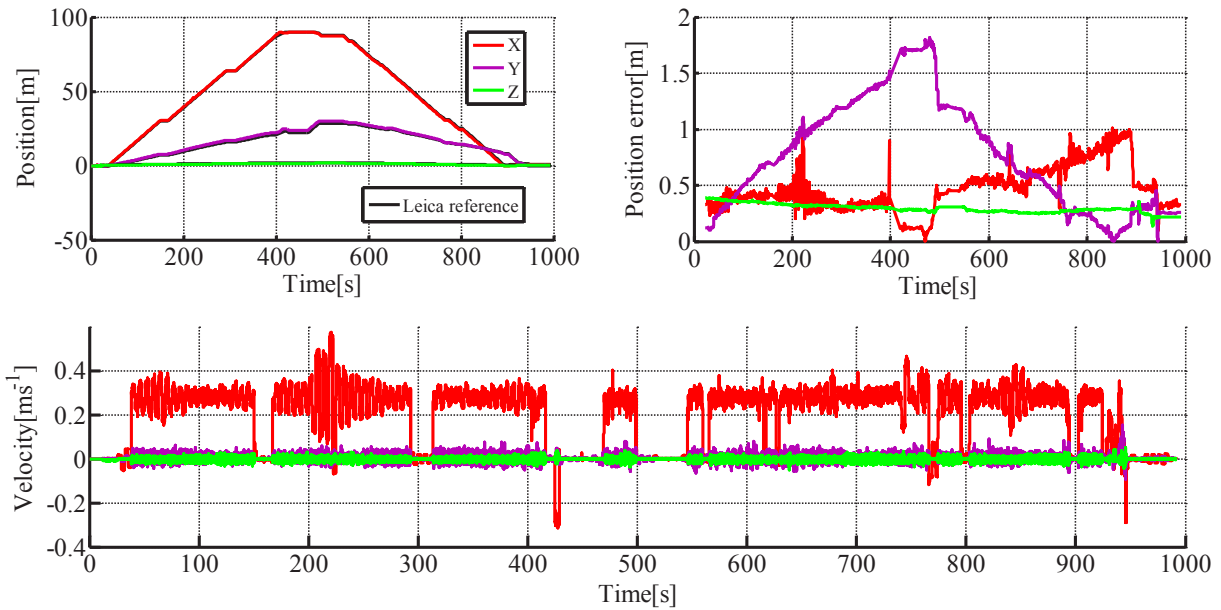 100
50
0
-50
Position[m]
X
Y
Z
Leica reference
0 200 400 600 800 1000
Time[s]
2
1.5
1
0.5
0
Position error[m]
0 200 400 600 800 1000
Time[s]
0.4
0.2
0
-0.2
-0.4
Velocity[ms-1]
0 100 200 300 400 500 600 700 800 900 1000
Time[s]